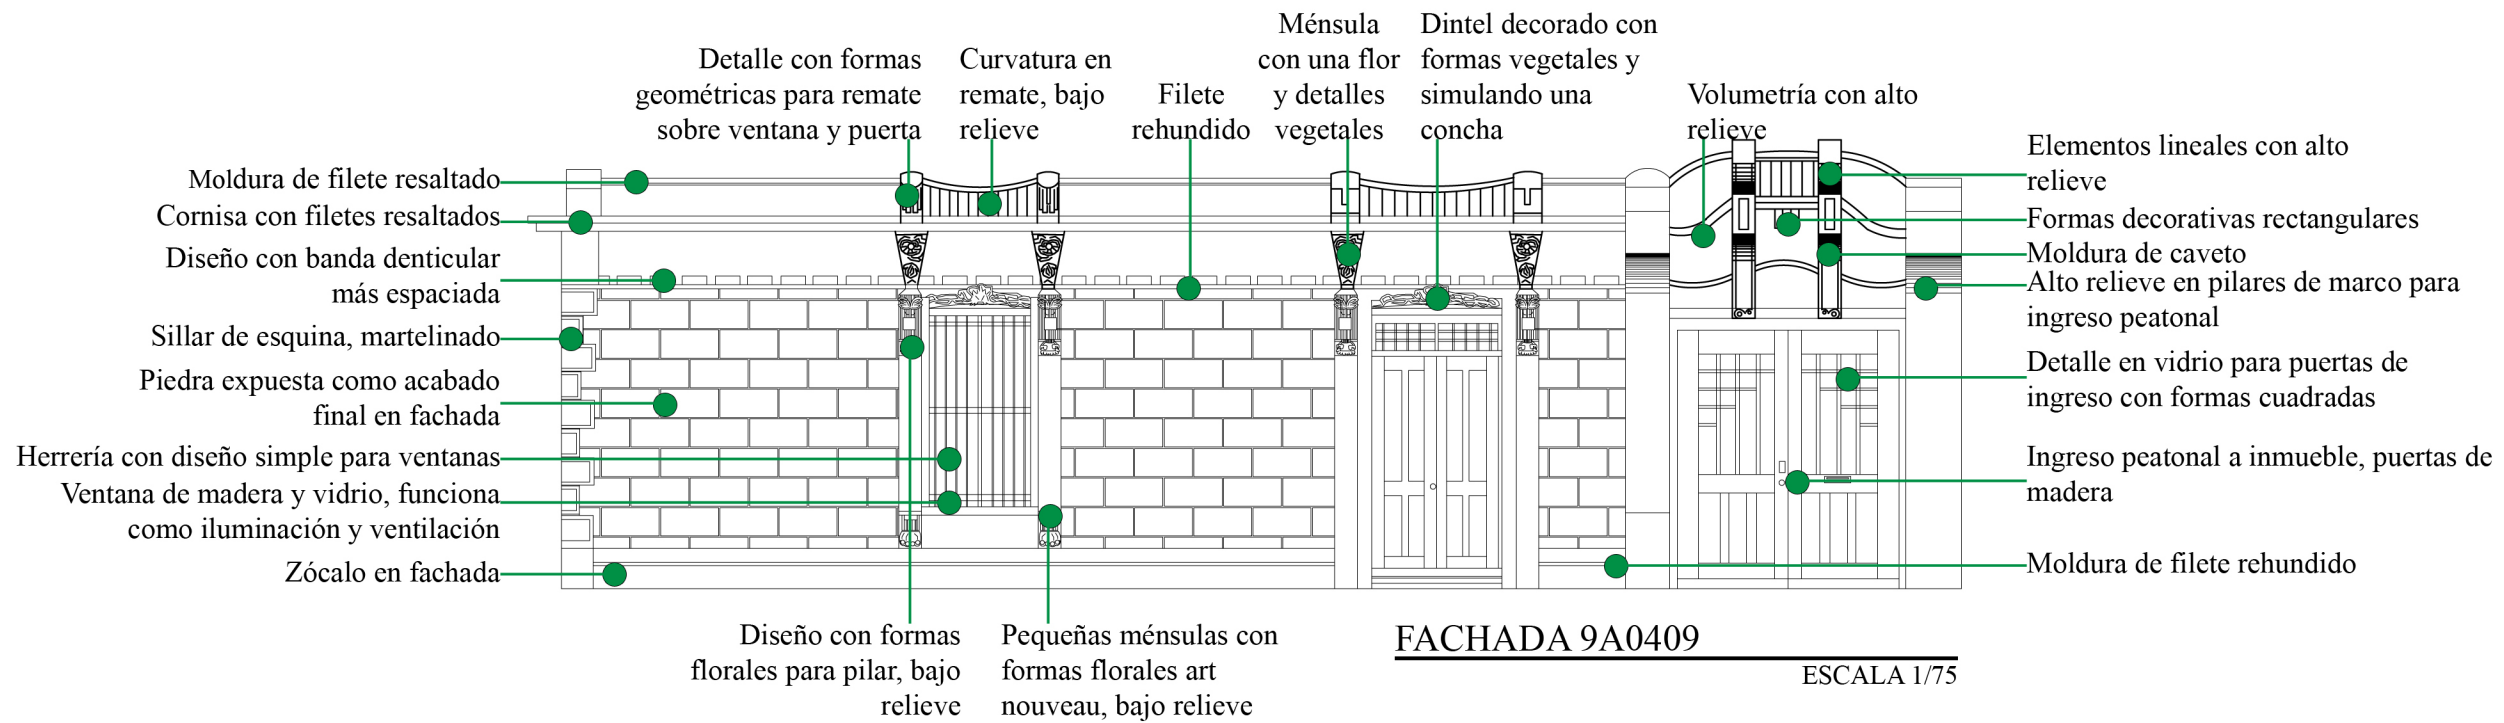 Detalle con formas
geométricas para remate
sobre ventana y puerta
Curvatura en
remate, bajo
relieve
Filete
rehundido
Ménsula
con una flor
y detalles
vegetales
Dintel decorado con
formas vegetales y
simulando una
concha
Volumetría con alto
relieve
Moldura de filete resaltado
Cornisa con filetes resaltados
Diseño con banda denticular
más espaciada
Sillar de esquina, martelinado
Piedra expuesta como acabado
final en fachada
Herrería con diseño simple para ventanas
Ventana de madera y vidrio, funciona
como iluminación y ventilación
Zócalo en fachada
Elementos lineales con alto
relieve
Formas decorativas rectangulares
Moldura de caveto
Alto relieve en pilares de marco para
ingreso peatonal
Detalle en vidrio para puertas de
ingreso con formas cuadradas
Ingreso peatonal a inmueble, puertas de
madera
Moldura de filete rehundido
Diseño con formas
florales para pilar, bajo
relieve
Pequeñas ménsulas con
formas florales art
nouveau, bajo relieve
FACHADA 9A0409
ESCALA 1/75